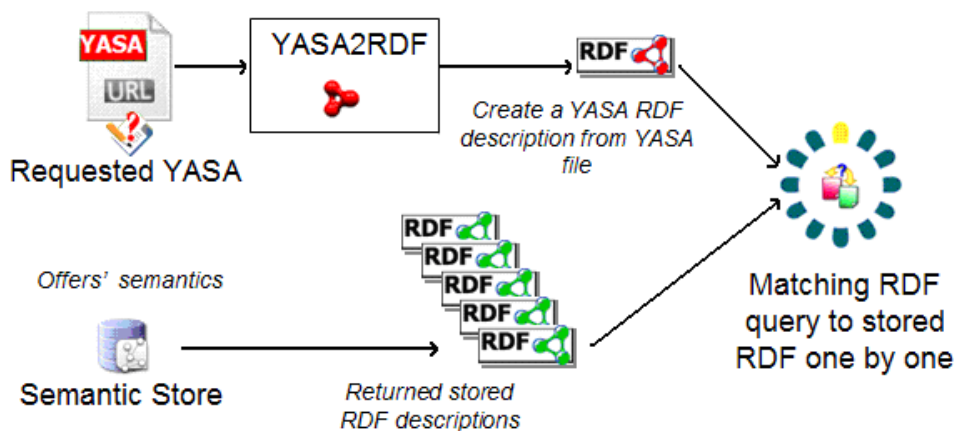 YASA
URL
Requested YASA
YASA2RDF
RDF
Create a YASA RDF
description from YASA
file
Offers' semantics
Semantic Store
RDF
RDF
RDF
RDF
RDF
Returned stored
RDF descriptions
Matching RDF
query to stored
RDF one by one